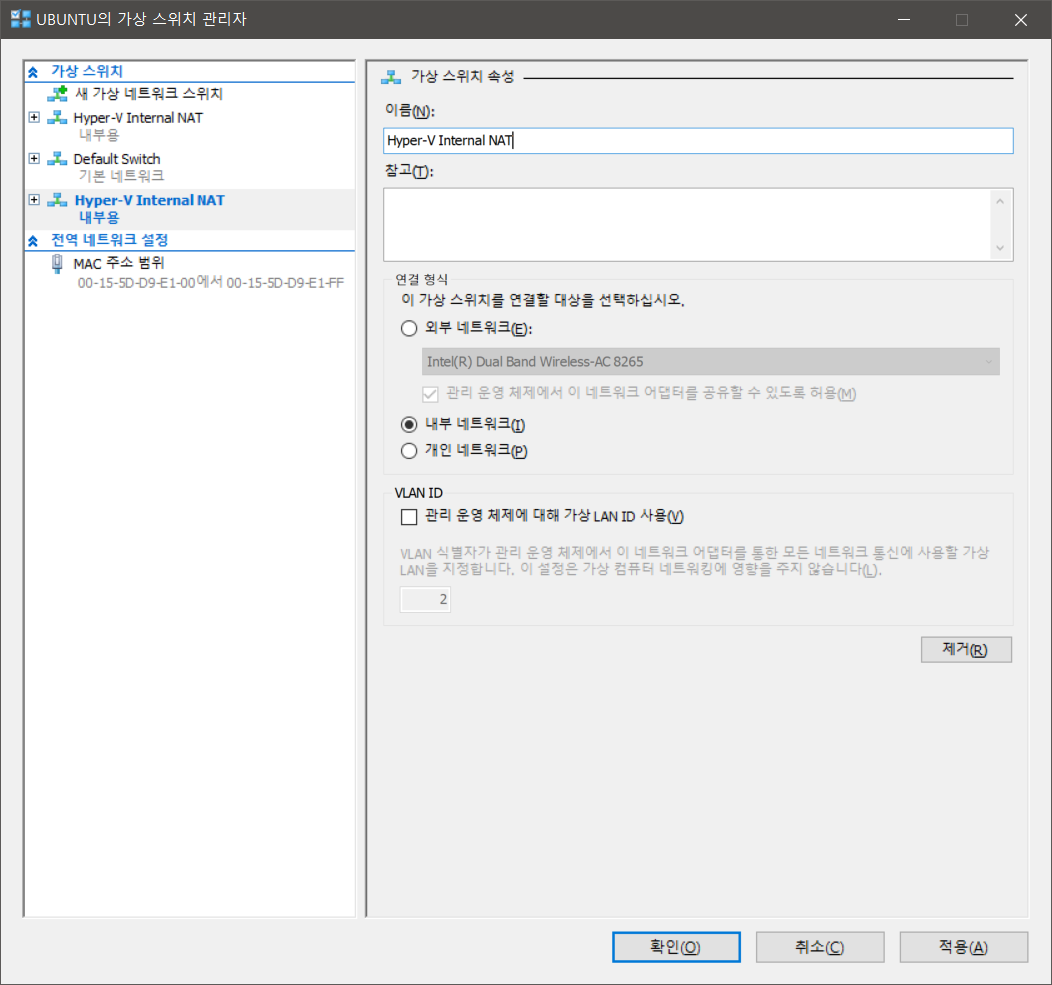 UBUNTU의 가상 스위치 관리자
가상 스위치
새 가상 네트워크 스위치
Hyper-V Internal NAT
내부용
Default Switch
기본 네트워크
Hyper-V Internal NAT
내부용
전역 네트워크 설정
MAC 주소 범위
00-15-5D-D9-E1-00에서 00-15-5D-D9-E1-FF
가상 스위치 속성
이름(N):
Hyper-V Internal NAT
참고(T):
연결 형식
이 가상 스위치를 연결할 대상을 선택하십시오.
외부 네트워크(E):
Intel(R) Dual Band Wireless-AC 8265
관리 운영 체제에서 이 네트워크 어댑터를 공유할 수 있도록 허용(M)
내부 네트워크(I)
개인 네트워크(P)
VLAN ID
관리 운영 체제에 대해 가상 LAN ID 사용(V)
VLAN 식별자가 관리 운영 체제에서 이 네트워크 어댑터를 통한 모든 네트워크 통신에 사용할 가상
LAN을 지정합니다. 이 설정은 가상 컴퓨터 네트워킹에 영향을 주지 않습니다(L).
2
제거(R)
확인(O)
취소(C)
적용(A)